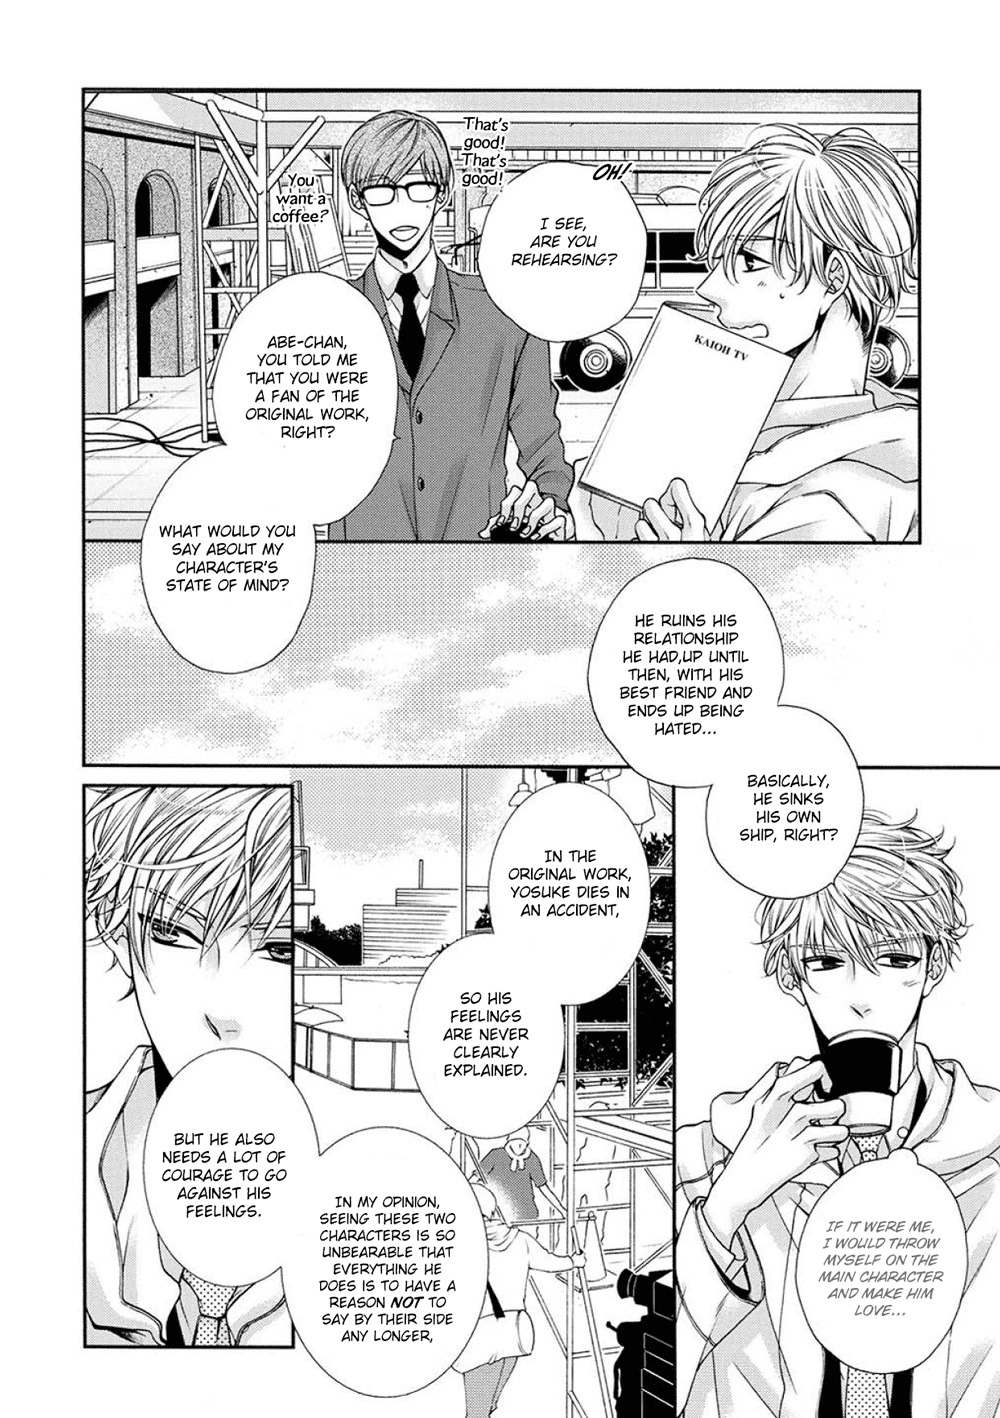 OH!
I SEE,
ARE YOU
REHEARSING?
That's
good!
That's
good!
You
want a
coffee?
KAIOH TV
ABE-CHAN,
YOU TOLD ME
THAT YOU WERE
A FAN OF THE
ORIGINAL WORK,
RIGHT?
WHAT WOULD YOU
SAY ABOUT MY
CHARACTER'S
STATE OF MIND?
HE RUINS HIS
RELATIONSHIP
HE HAD,UP UNTIL
THEN, WITH HIS
BEST FRIEND AND
ENDS UP BEING
HATED...
BASICALLY,
HE SINKS
HIS OWN
SHIP, RIGHT?
IF IT WERE ME,
I WOULD THROW
MYSELF ON THE
MAIN CHARACTER
AND MAKE HIM
LOVE...
IN THE
ORIGINAL WORK,
YOSUKE DIES IN
AN ACCIDENT,
SO HIS
FEELINGS
ARE NEVER
CLEARLY
EXPLAINED.
IN MY OPINION,
SEEING THESE TWO
CHARACTERS IS SO
UNBEARABLE THAT
EVERYTHING HE
DOES IS TO HAVE A
REASON NOT TO
SAY BY THEIR SIDE
ANY LONGER,
BUT HE ALSO
NEEDS A LOT OF
COURAGE TO GO
AGAINST HIS
FEELINGS.